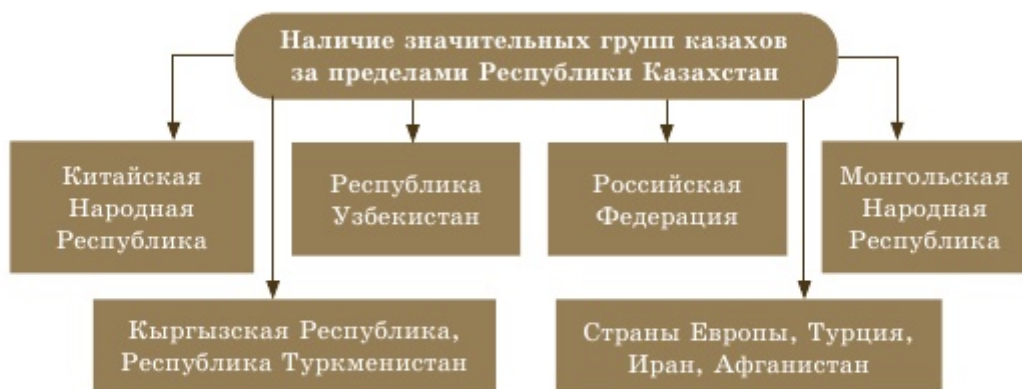 Наличие значительных групп казахов
за пределами Республики Казахстан
Китайская
Народная
Республика
Республика
Узбекистан
Российская
Федерация
Монгольская
Народная
Республика
Кыргызская Республика,
Республика Туркменистан
Страны Европы, Турция,
Иран, Афганистан